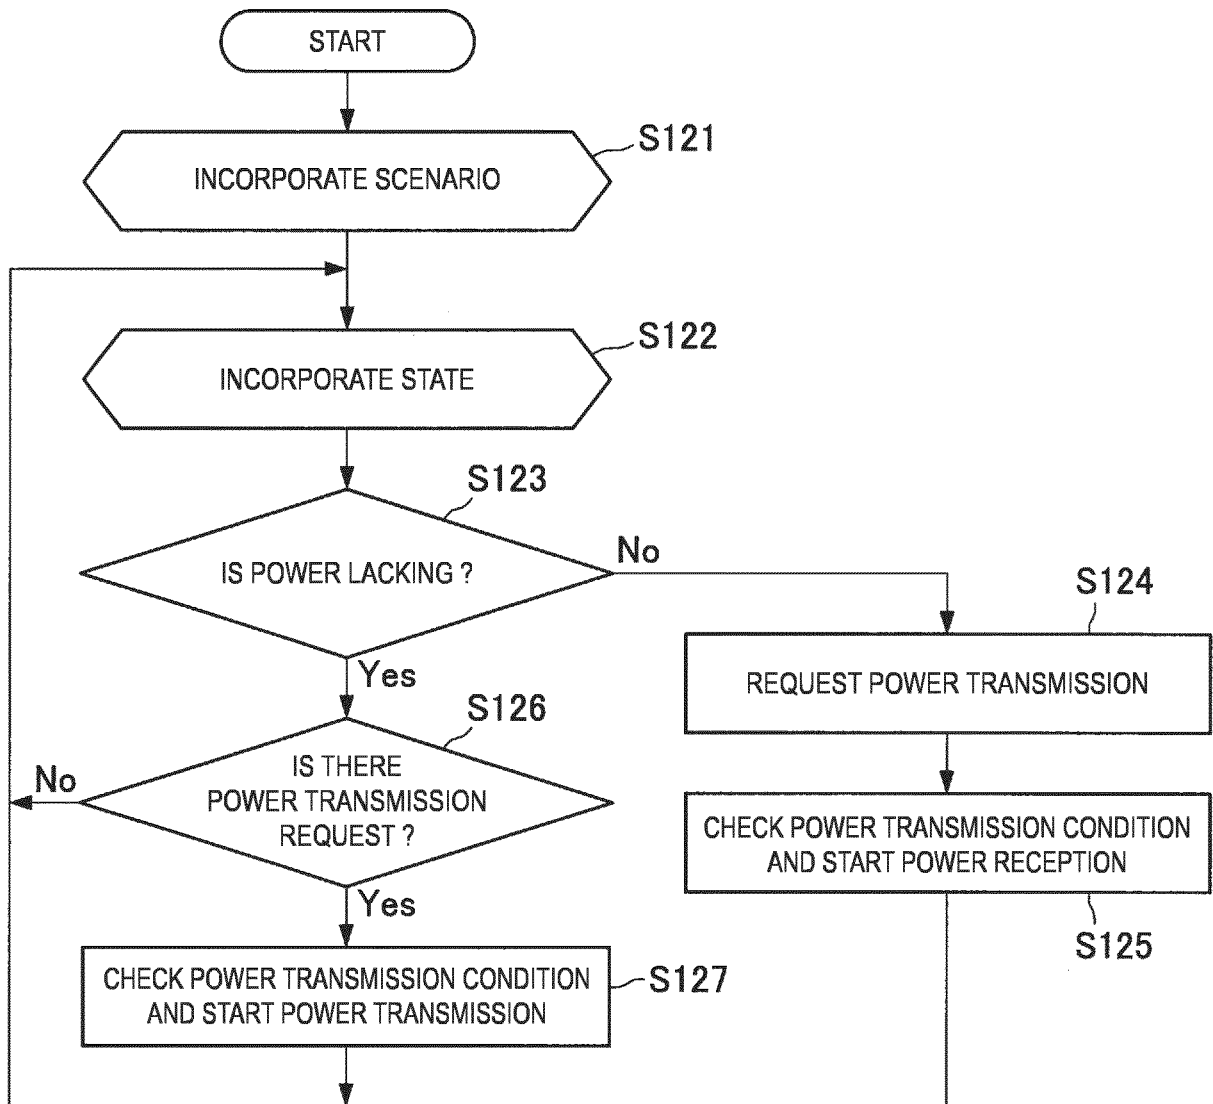 START
S121
INCORPORATE SCENARIO
S122
INCORPORATE STATE
S123
IS POWER LACKING ?
No
Yes
S124
REQUEST POWER TRANSMISSION
S126
IS THERE
POWER TRANSMISSION
REQUEST ?
No
Yes
CHECK POWER TRANSMISSION CONDITION
AND START POWER RECEPTION
S125
CHECK POWER TRANSMISSION CONDITION
AND START POWER TRANSMISSION
S127